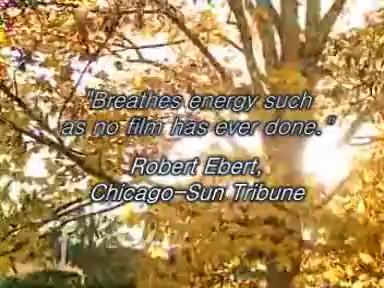 "Breathes energy such
as no film has ever done."
Robert Ebert,
Chicago-Sun Tribune